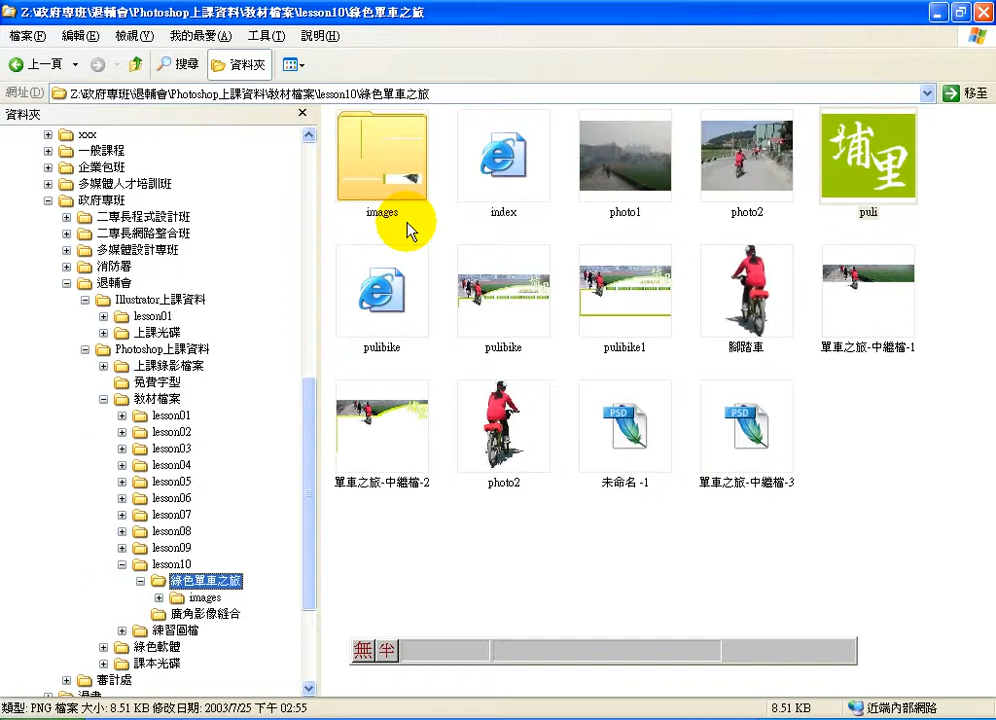 Z:\政府專班\退輔會\Photoshop上課資料\教材檔案\lesson10\綠色單車之旅
檔案(F) 編輯(E) 檢視(V) 我的最愛(A) 工具(T) 說明(H)
上一頁 搜尋 資料夾
網址(D) Z:\政府專班\退輔會\Photoshop上課資料\教材檔案\lesson10\綠色單車之旅 移至
資料夾
xxx
一般課程
企業包班
多媒體人才培訓班
政府專班
二專長程式設計班
二專長網路整合班
多媒體設計專班
消防署
退輔會
Illustrator上課資料
lesson01
上課光碟
Photoshop上課資料
上課錄影檔案
免費字型
教材檔案
lesson01
lesson02
lesson03
lesson04
lesson05
lesson06
lesson07
lesson08
lesson09
lesson10
綠色單車之旅
images
廣角影像縫合
練習圖檔
綠色軟體
課本光碟
審計處
埔里
images index photo1 photo2 puli
pulibike pulibike pulibike1 腳踏車 單車之旅-中繼檔-1
PSD PSD
單車之旅-中繼檔-2 photo2 未命名 -1 單車之旅-中繼檔-3
無 半
類型: PNG 檔案 大小: 8.51 KB 修改日期: 2003/7/25 下午 02:55 8.51 KB 近端內部網路